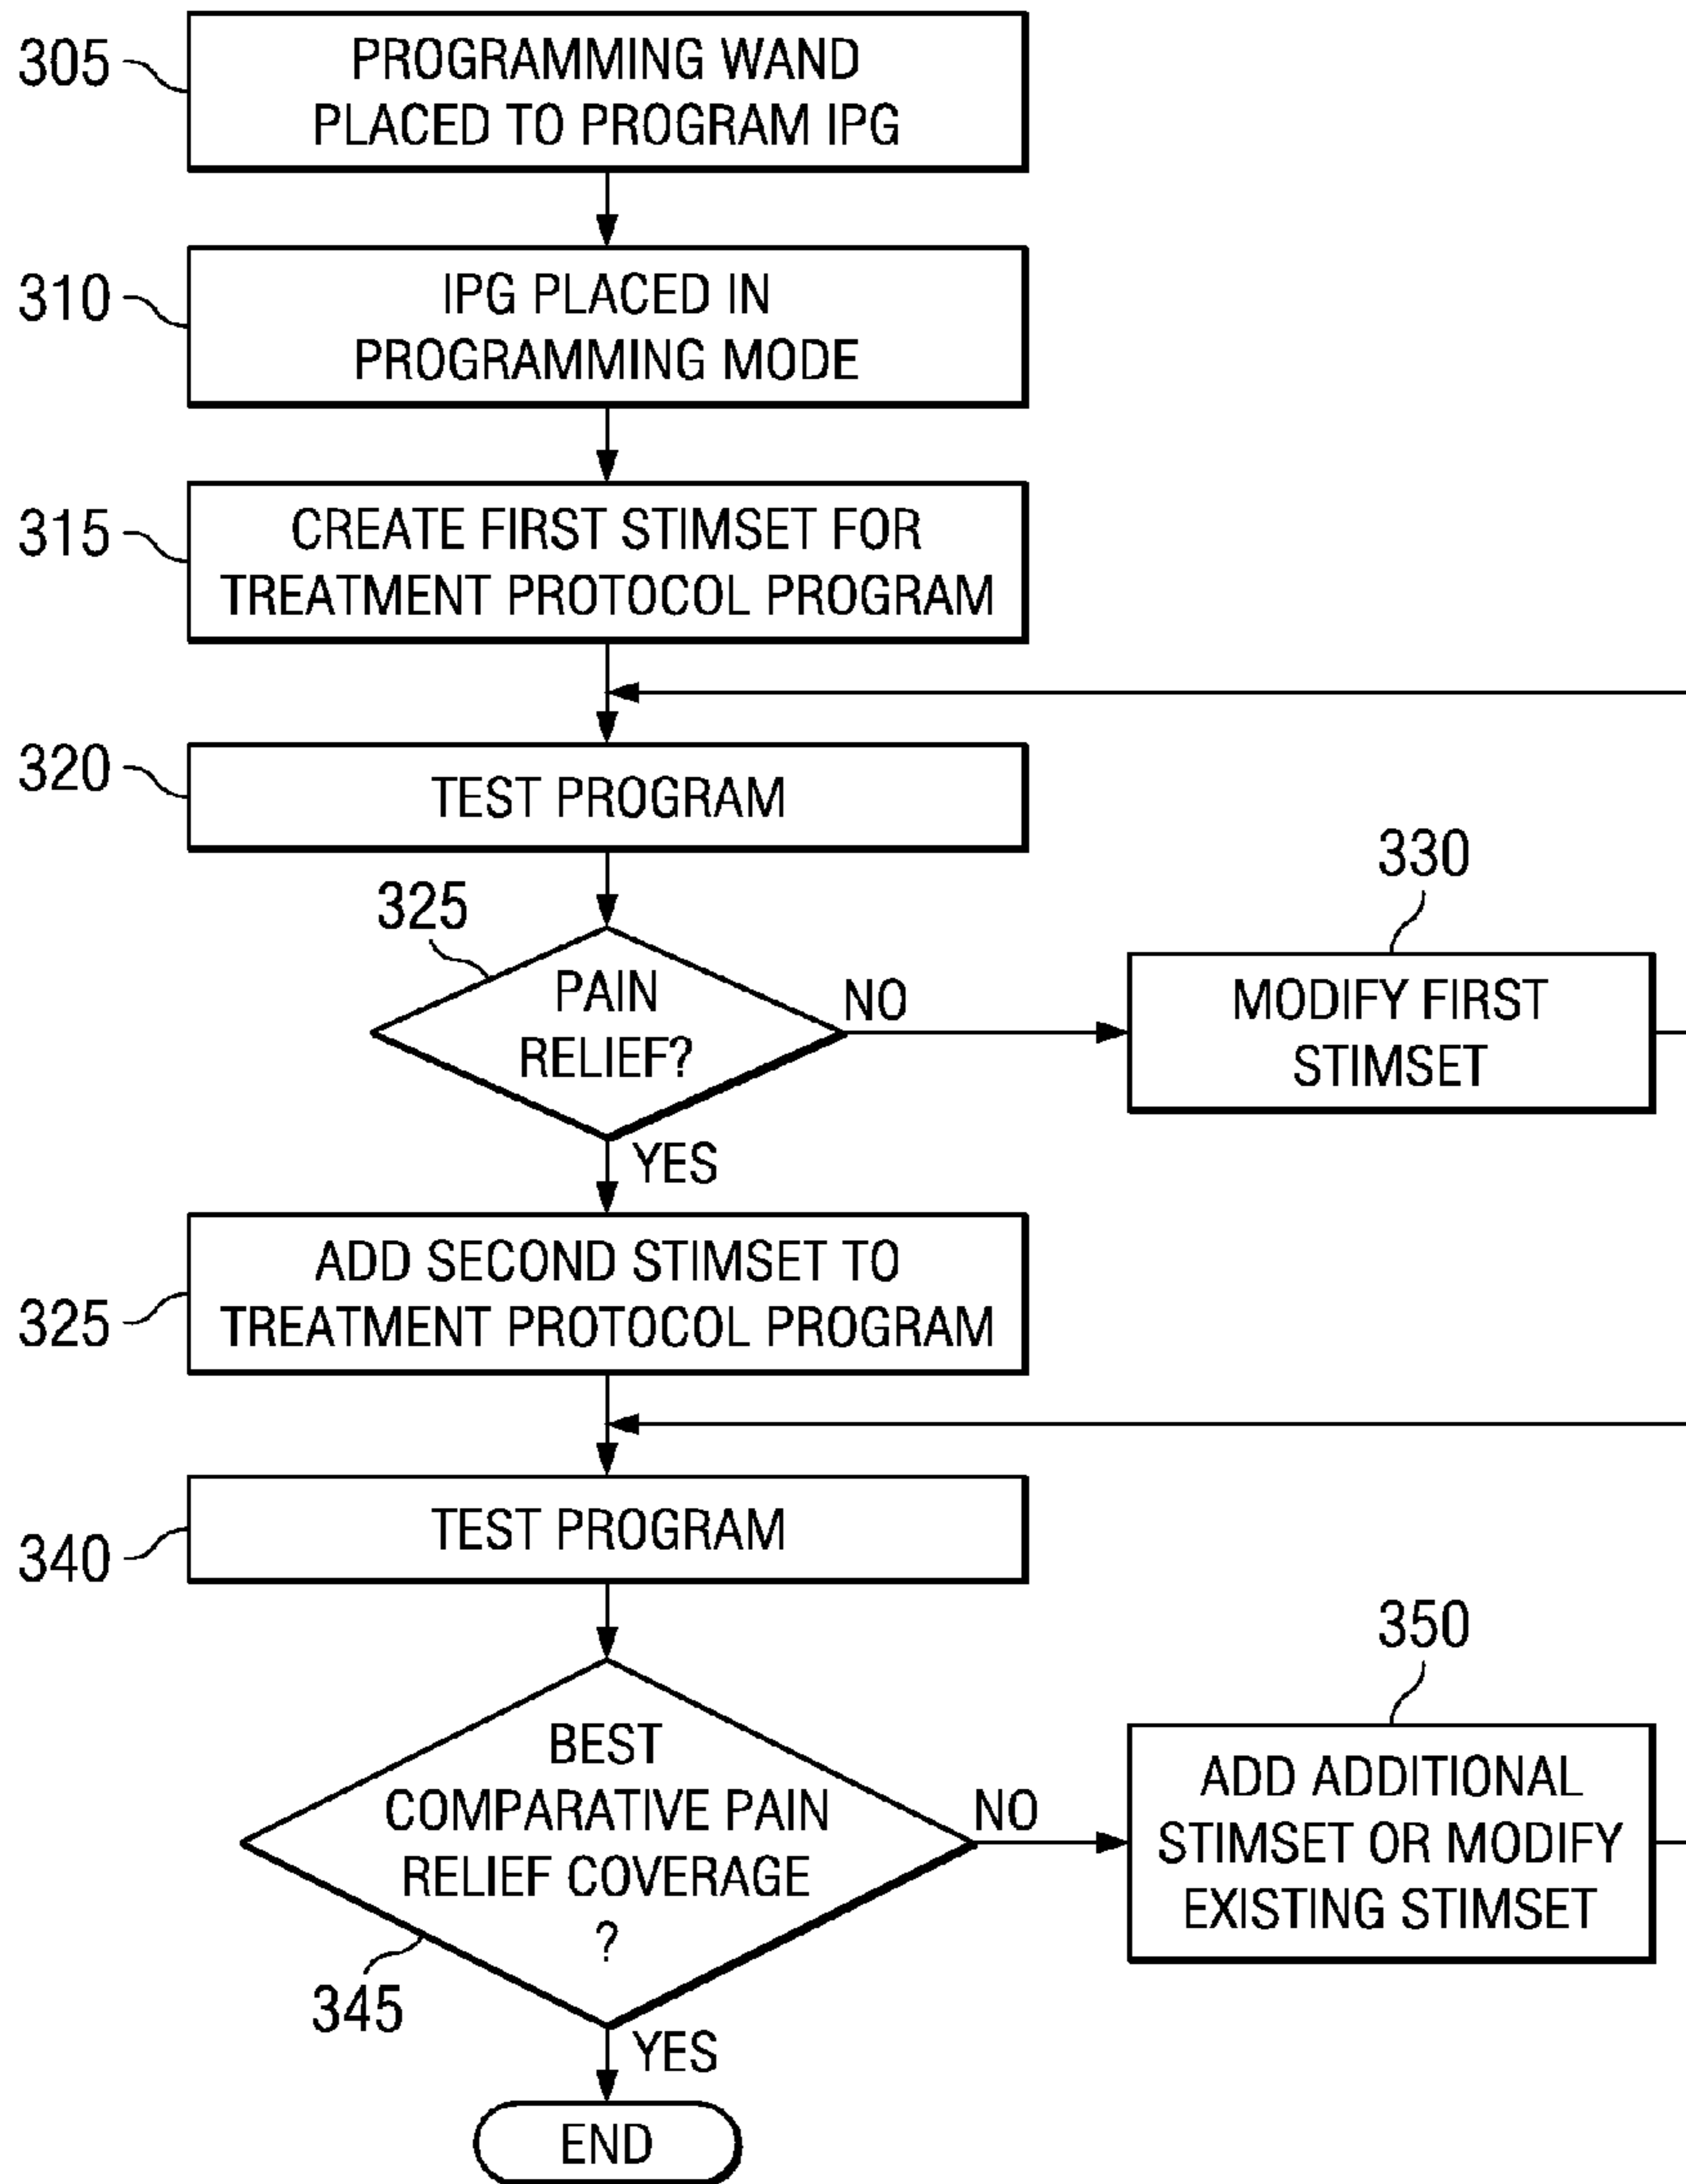 305
PROGRAMMING WAND
PLACED TO PROGRAM IPG
310
IPG PLACED IN
PROGRAMMING MODE
315
CREATE FIRST STIMSET FOR
TREATMENT PROTOCOL PROGRAM
320
TEST PROGRAM
325
PAIN
RELIEF?
NO
330
MODIFY FIRST
STIMSET
YES
325
ADD SECOND STIMSET TO
TREATMENT PROTOCOL PROGRAM
340
TEST PROGRAM
BEST
COMPARATIVE PAIN
RELIEF COVERAGE
?
345
NO
350
ADD ADDITIONAL
STIMSET OR MODIFY
EXISTING STIMSET
YES
END